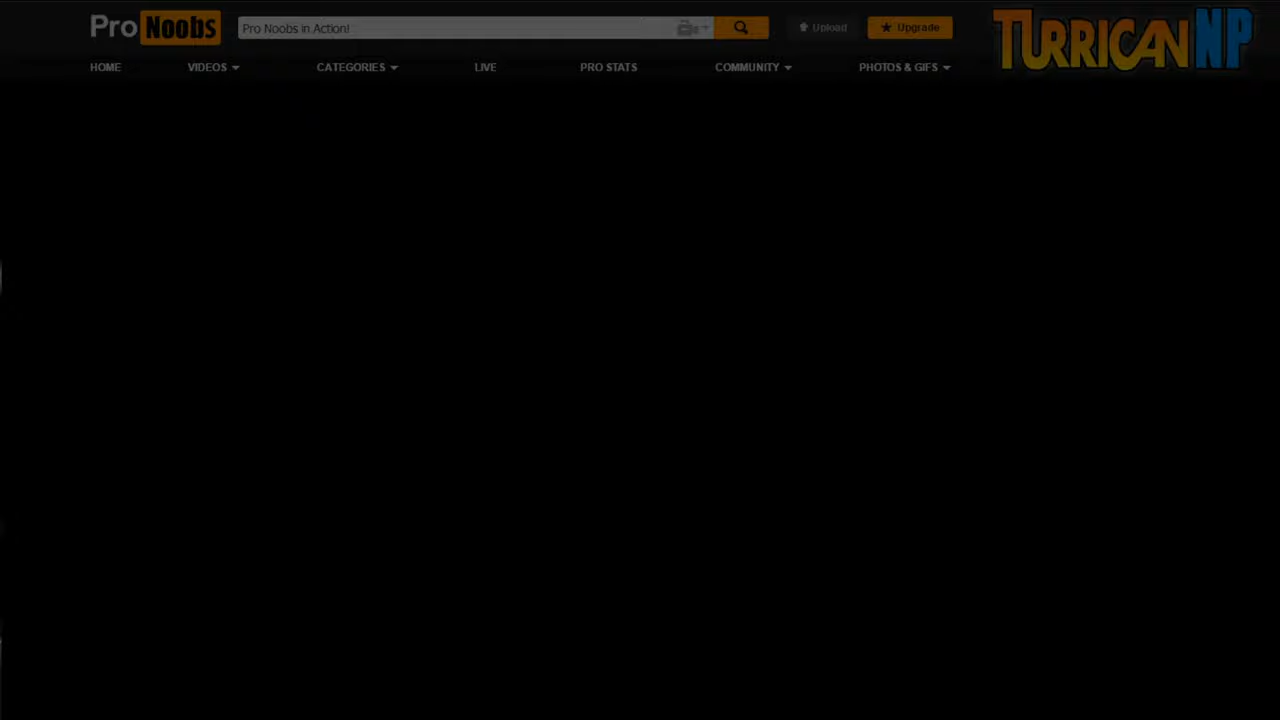 Pro Noobs
Pro Noobs in Action!
Upload
Upgrade
TURRICAN NP
HOME
VIDEOS
CATEGORIES
LIVE
PRO STATS
COMMUNITY
PHOTOS & GIFS